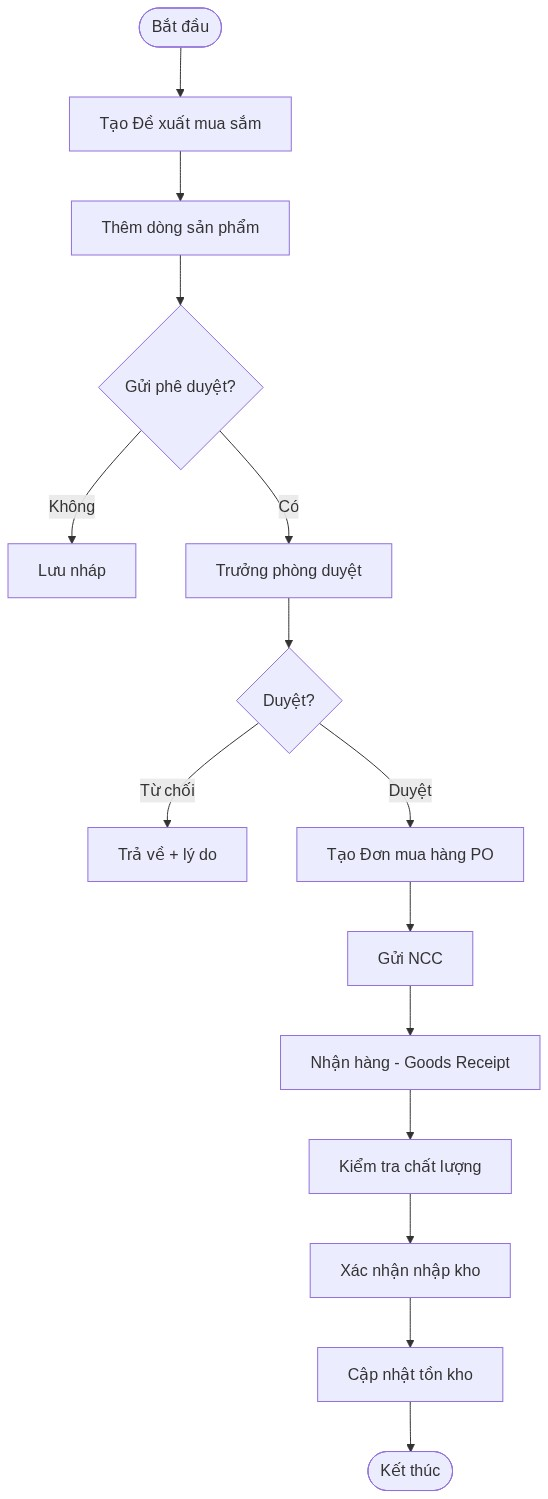 Bắt đầu
Tạo Đề xuất mua sắm
Thêm dòng sản phẩm
Gửi phê duyệt?
Không
Có
Lưu nháp
Trưởng phòng duyệt
Duyệt?
Từ chối
Duyệt
Trả về + lý do
Tạo Đơn mua hàng PO
Gửi NCC
Nhận hàng - Goods Receipt
Kiểm tra chất lượng
Xác nhận nhập kho
Cập nhật tồn kho
Kết thúc